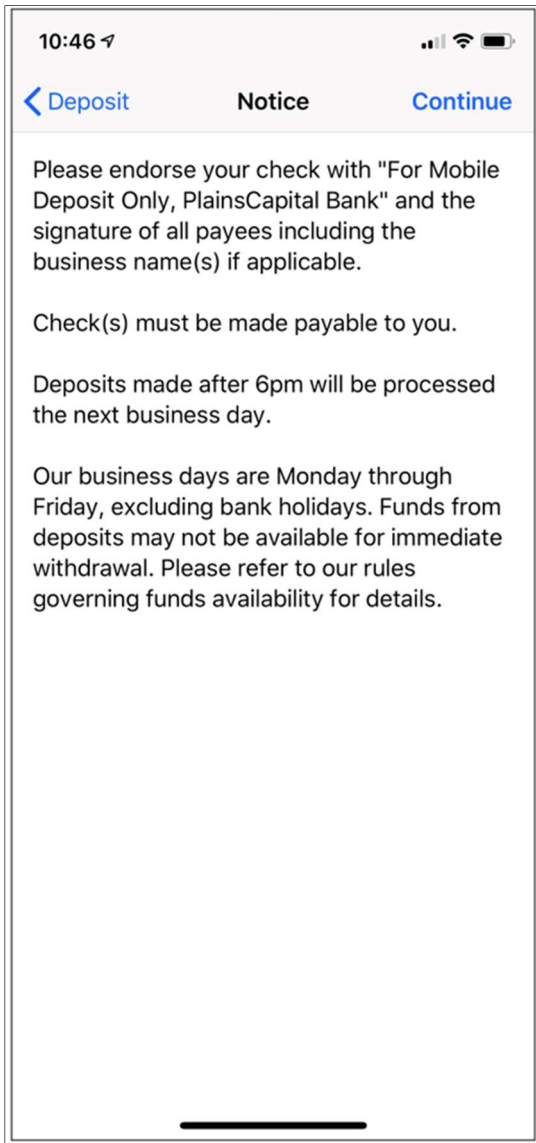 10:46
Deposit Notice Continue
Please endorse your check with "For Mobile
Deposit Only, PlainsCapital Bank" and the
signature of all payees including the
business name(s) if applicable.
Check(s) must be made payable to you.
Deposits made after 6pm will be processed
the next business day.
Our business days are Monday through
Friday, excluding bank holidays. Funds from
deposits may not be available for immediate
withdrawal. Please refer to our rules
governing funds availability for details.